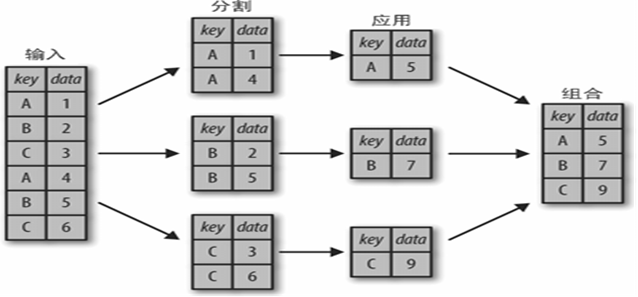 输入
key data
A 1
B 2
C 3
A 4
B 5
C 6
分割
key data
A 1
A 4
key data
B 2
B 5
key data
C 3
C 6
应用
key data
A 5
key data
B 7
key data
C 9
组合
key data
A 5
B 7
C 9